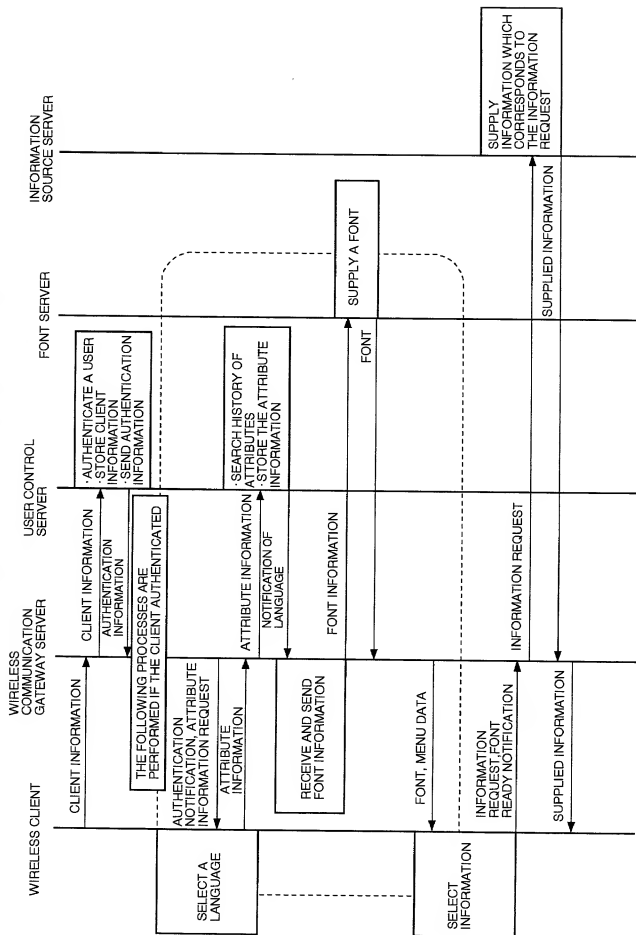 WIRELESS CLIENT
WIRELESS
COMMUNICATION
GATEWAY SERVER
USER CONTROL
SERVER
FONT SERVER
INFORMATION
SOURCE SERVER
CLIENT INFORMATION
CLIENT INFORMATION
·AUTHENTICATE A USER
·STORE CLIENT
INFORMATION
·SEND AUTHENTICATION
INFORMATION
AUTHENTICATION
INFORMATION
THE FOLLOWING PROCESSES ARE
PERFORMED IF THE CLIENT AUTHENTICATED
SELECT A
LANGUAGE
AUTHENTICATION
NOTIFICATION, ATTRIBUTE
INFORMATION REQUEST
ATTRIBUTE
INFORMATION
ATTRIBUTE INFORMATION
·SEARCH HISTORY OF
ATTRIBUTES
·STORE THE ATTRIBUTE
INFORMATION
NOTIFICATION OF
LANGUAGE
RECEIVE AND SEND
FONT INFORMATION
FONT INFORMATION
SUPPLY A FONT
FONT
FONT, MENU DATA
SELECT
INFORMATION
INFORMATION
REQUEST, FONT
READY NOTIFICATION
INFORMATION REQUEST
SUPPLY
INFORMATION WHICH
CORRESPONDS TO
THE INFORMATION
REQUEST
SUPPLIED INFORMATION
SUPPLIED INFORMATION